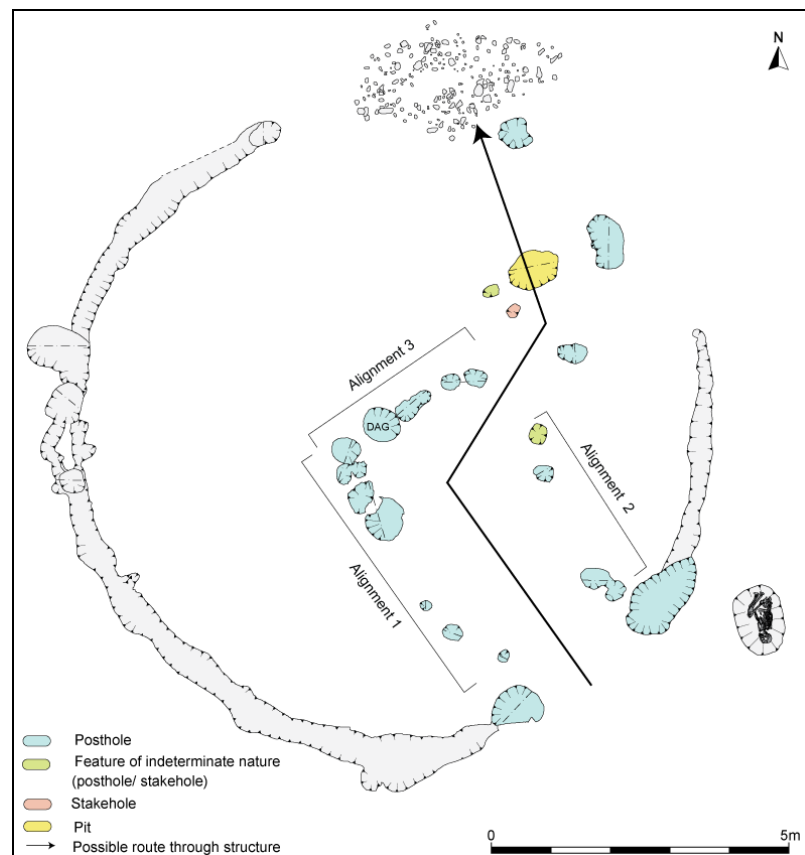 N
Alignment 3
DAG
Alignment 2
Alignment 1
Posthole
Feature of indeterminate nature
(posthole/ stakehole)
Stakehole
Pit
Possible route through structure
0
5m